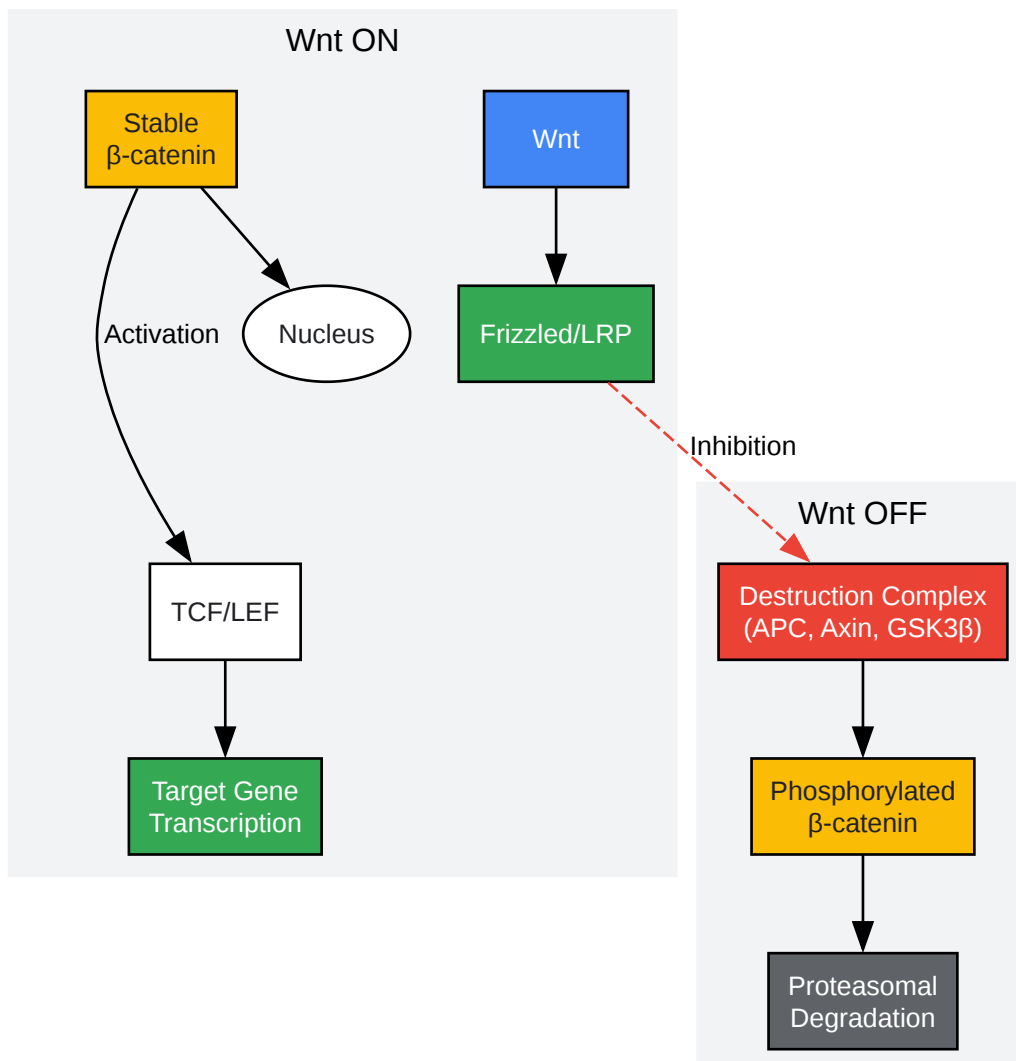 Wnt ON
Stable
β-catenin
Wnt
Activation
Nucleus
Frizzled/LRP
Inhibition
Wnt OFF
TCF/LEF
Destruction Complex
(APC, Axin, GSK3β)
Target Gene
Transcription
Phosphorylated
β-catenin
Proteasomal
Degradation